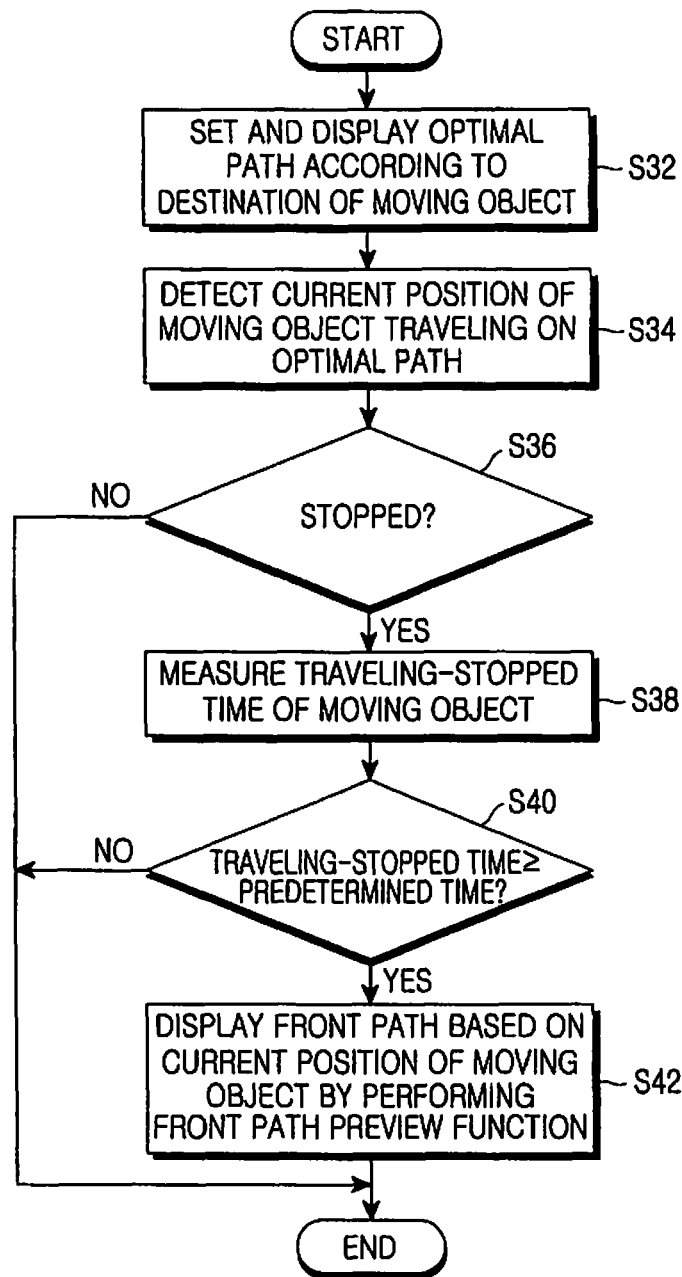 START
SET AND DISPLAY OPTIMAL
PATH ACCORDING TO
DESTINATION OF MOVING OBJECT
S32
DETECT CURRENT POSITION OF
MOVING OBJECT TRAVELING ON
OPTIMAL PATH
S34
S36
NO
STOPPED?
YES
MEASURE TRAVELING-STOPPED
TIME OF MOVING OBJECT
S38
S40
NO
TRAVELING-STOPPED TIME≥
PREDETERMINED TIME?
YES
DISPLAY FRONT PATH BASED ON
CURRENT POSITION OF MOVING
OBJECT BY PERFORMING
FRONT PATH PREVIEW FUNCTION
S42
END